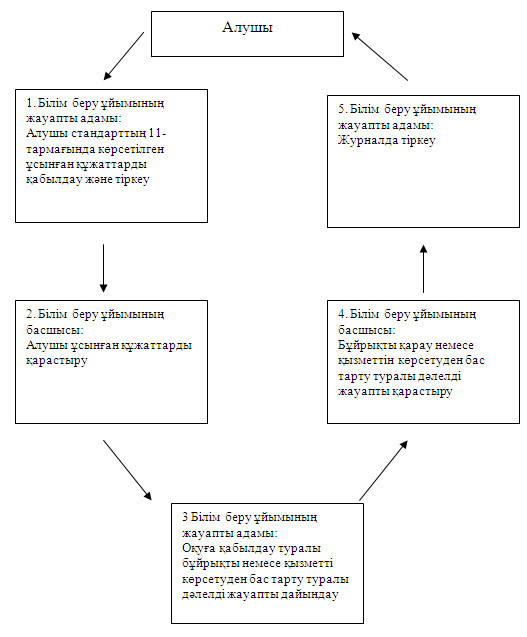 Алушы
1. Білім беру ұйымының
жауапты адамы:
Алушы стандарттың 11-
тармағында көрсетілген
ұсынған құжаттарды
қабылдау және тіркеу
2. Білім беру ұйымының
басшысы:
Алушы ұсынған құжаттарды
қарастыру
3 Білім беру ұйымының
жауапты адамы:
Оқуға қабылдау туралы
бұйрықты немесе қызметті
көрсетуден бас тарту туралы
дәлелді жауапты дайындау
4. Білім беру ұйымының
басшысы:
Бұйрықты қарау немесе
қызметтін көрсетуден бас
тарту туралы дәлелді
жауапты қарастыру
5. Білім беру ұйымының
жауапты адамы:
Журналда тіркеу